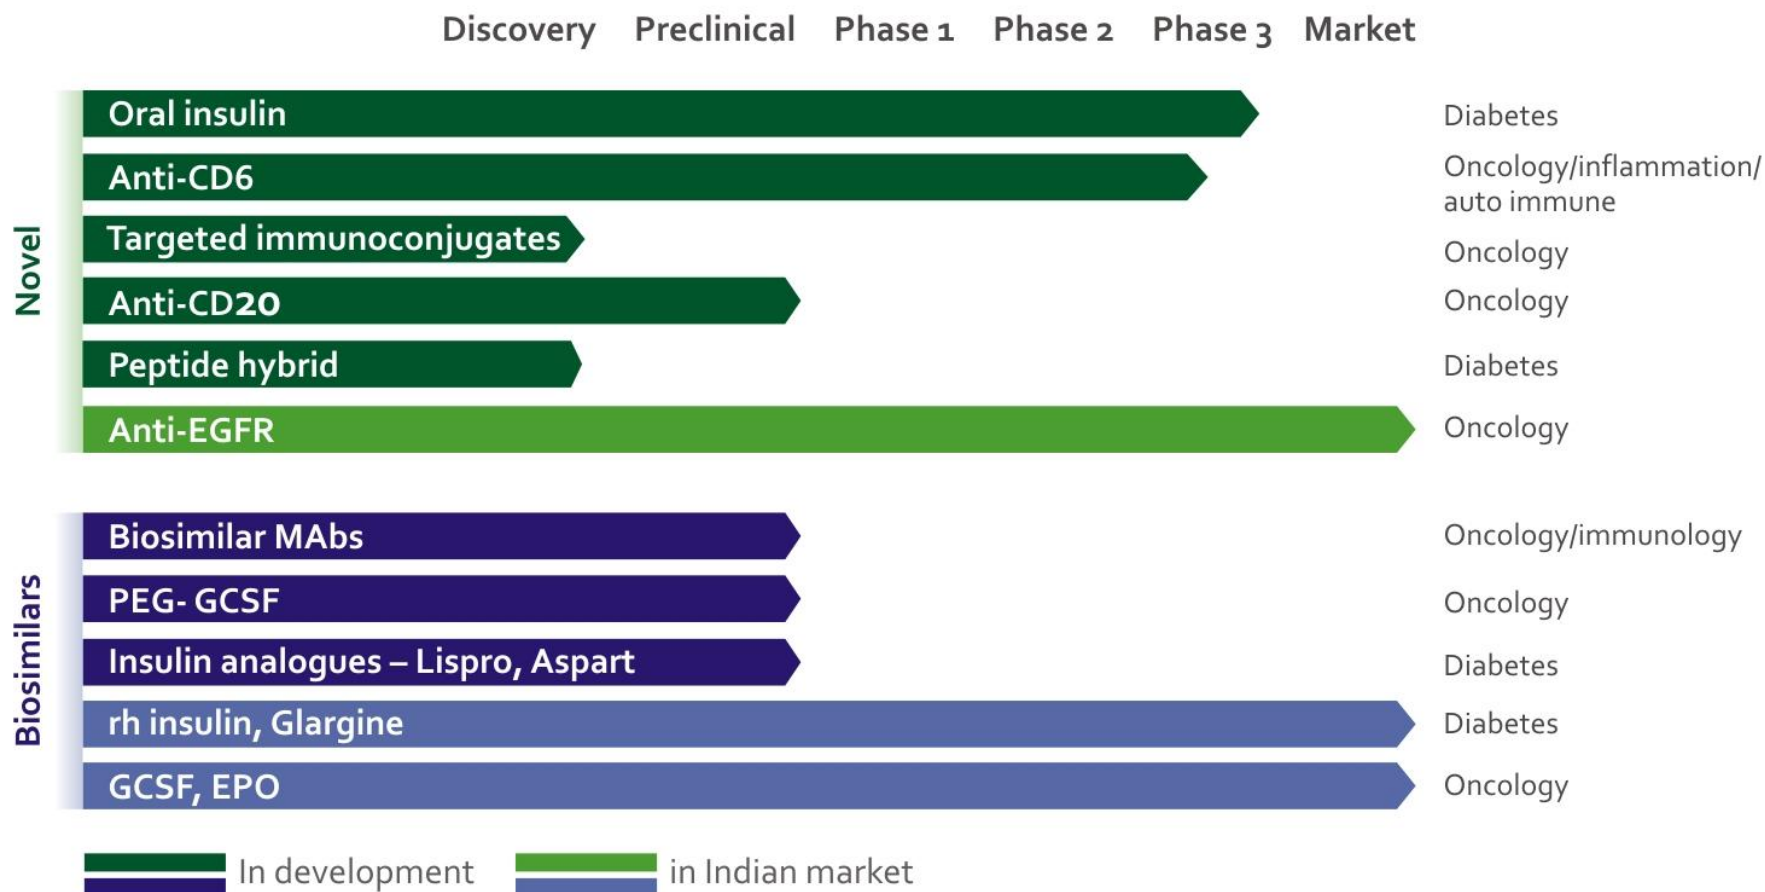 Discovery Preclinical Phase 1 Phase 2 Phase 3 Market
Novel
Oral insulin Diabetes
Anti-CD6 Oncology/inflammation/
auto immune
Targeted immunoconjugates Oncology
Anti-CD20 Oncology
Peptide hybrid Diabetes
Anti-EGFR Oncology
Biosimilars
Biosimilar MAbs Oncology/immunology
PEG- GCSF Oncology
Insulin analogues – Lispro, Aspart Diabetes
rh insulin, Glargine Diabetes
GCSF, EPO Oncology
In development in Indian market